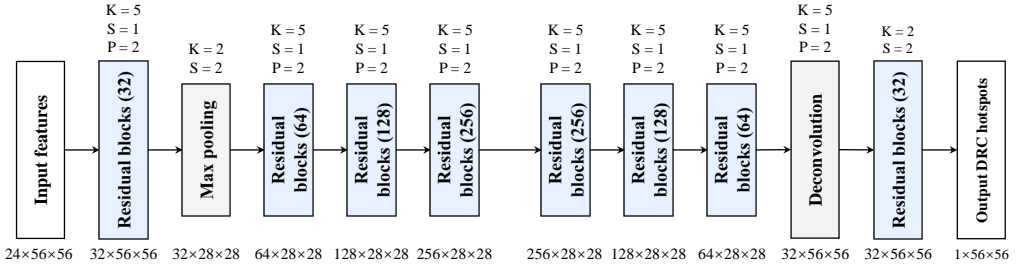 K = 5
S = 1
P = 2
K = 2
S = 2
K = 5
S = 1
P = 2
K = 5
S = 1
P = 2
K = 5
S = 1
P = 2
K = 5
S = 1
P = 2
K = 5
S = 1
P = 2
K = 5
S = 1
P = 2
K = 5
S = 1
P = 2
K = 2
S = 2
Input features
Residual blocks (32)
Max pooling
Residual
blocks (64)
Residual
blocks (128)
Residual
blocks (256)
Residual
blocks (256)
Residual
blocks (128)
Residual
blocks (64)
Deconvolution
Residual blocks (32)
Output DRC hotspots
24×56×56
32×56×56
32×28×28
64×28×28
128×28×28
256×28×28
256×28×28
128×28×28
64×28×28
32×56×56
32×56×56
1×56×56